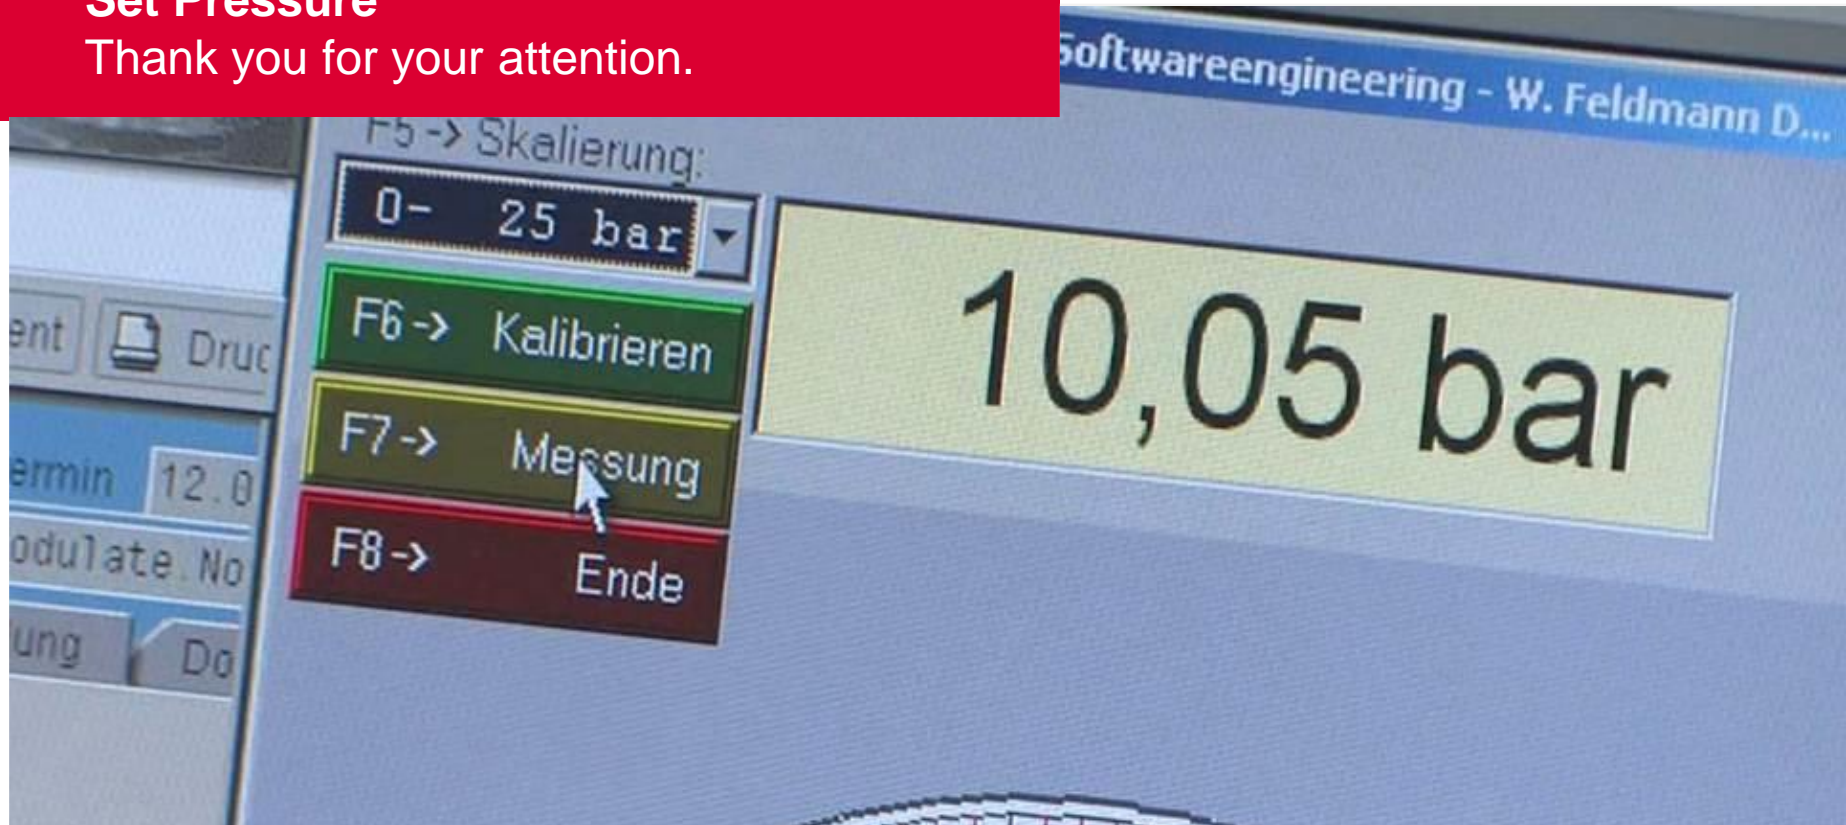 Set Pressure
Thank you for your attention.
Softwareengineering - W. Feldmann D...
F5-> Skalierung:
0- 25 bar
10,05 bar
F6-> Kalibrieren
F7-> Messung
F8-> Ende
ent
Druc
ermin 12.0
odulate.No
ung
Do